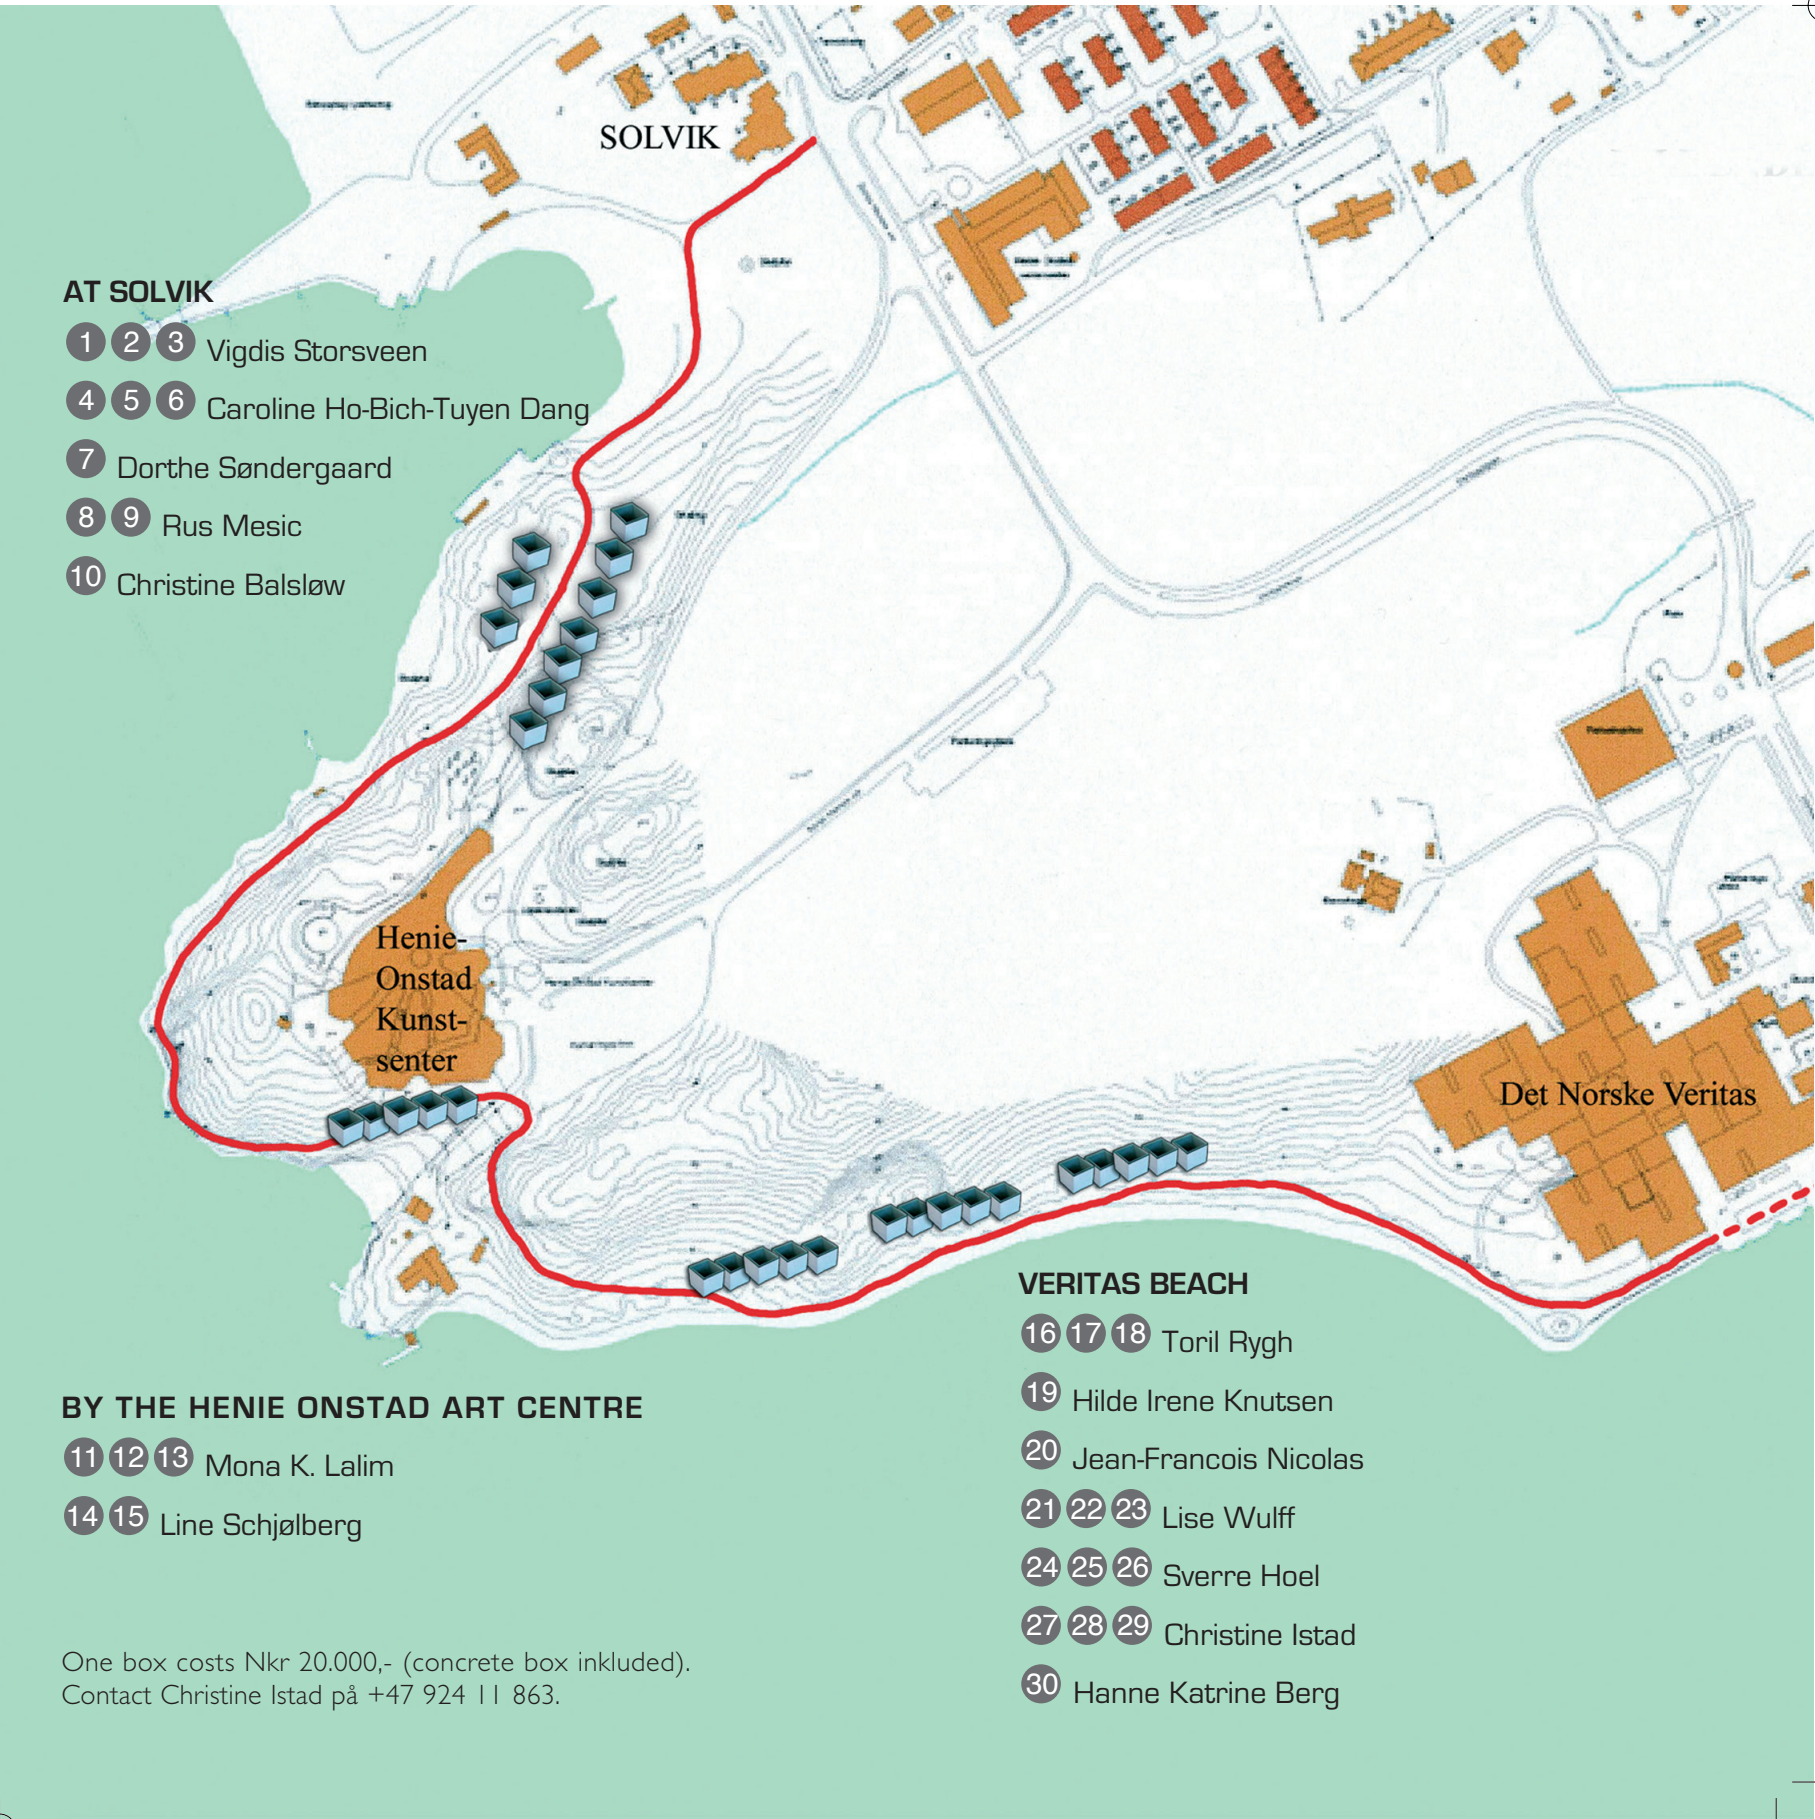 SOLVIK
AT SOLVIK
1 2 3 Vigdis Storsveen
4 5 6 Caroline Ho-Bich-Tuyen Dang
7 Dorthe Søndergaard
8 9 Rus Mesic
10 Christine Balsløw
Henie-
Onstad
Kunst-
senter
Det Norske Veritas
BY THE HENIE ONSTAD ART CENTRE
11 12 13 Mona K. Lalim
14 15 Line Schjølberg
VERITAS BEACH
16 17 18 Toril Rygh
19 Hilde Irene Knutsen
20 Jean-Francois Nicolas
21 22 23 Lise Wulff
24 25 26 Sverre Hoel
27 28 29 Christine Istad
30 Hanne Katrine Berg
One box costs Nkr 20.000,- (concrete box inkluded).
Contact Christine Istad på +47 924 11 863.